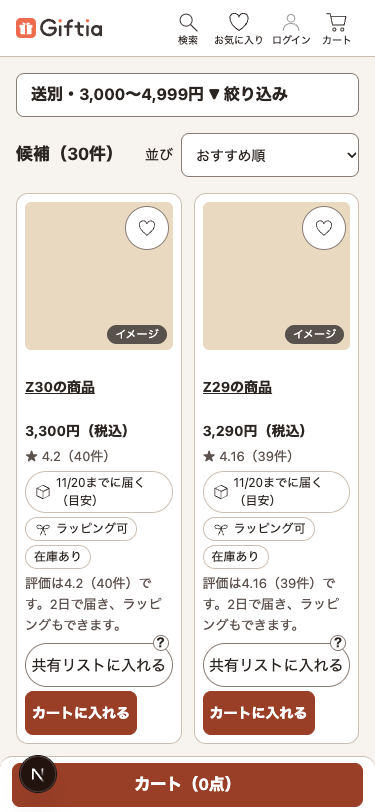 Giftia
検索 お気に入り ログイン カート
送別・3,000〜4,999円 ▼ 絞り込み
候補（30件） 並び おすすめ順
イメージ
Z30の商品
3,300円（税込）
★ 4.2（40件）
11/20までに届く
（目安）
ラッピング可
在庫あり
評価は4.2（40件）で
す。2日で届き、ラッピ
ングもできます。
?
共有リストに入れる
カートに入れる
イメージ
Z29の商品
3,290円（税込）
★ 4.16（39件）
11/20までに届く
（目安）
ラッピング可
在庫あり
評価は4.16（39件）で
す。2日で届き、ラッピ
ングもできます。
?
共有リストに入れる
カートに入れる
N
カート（0点）